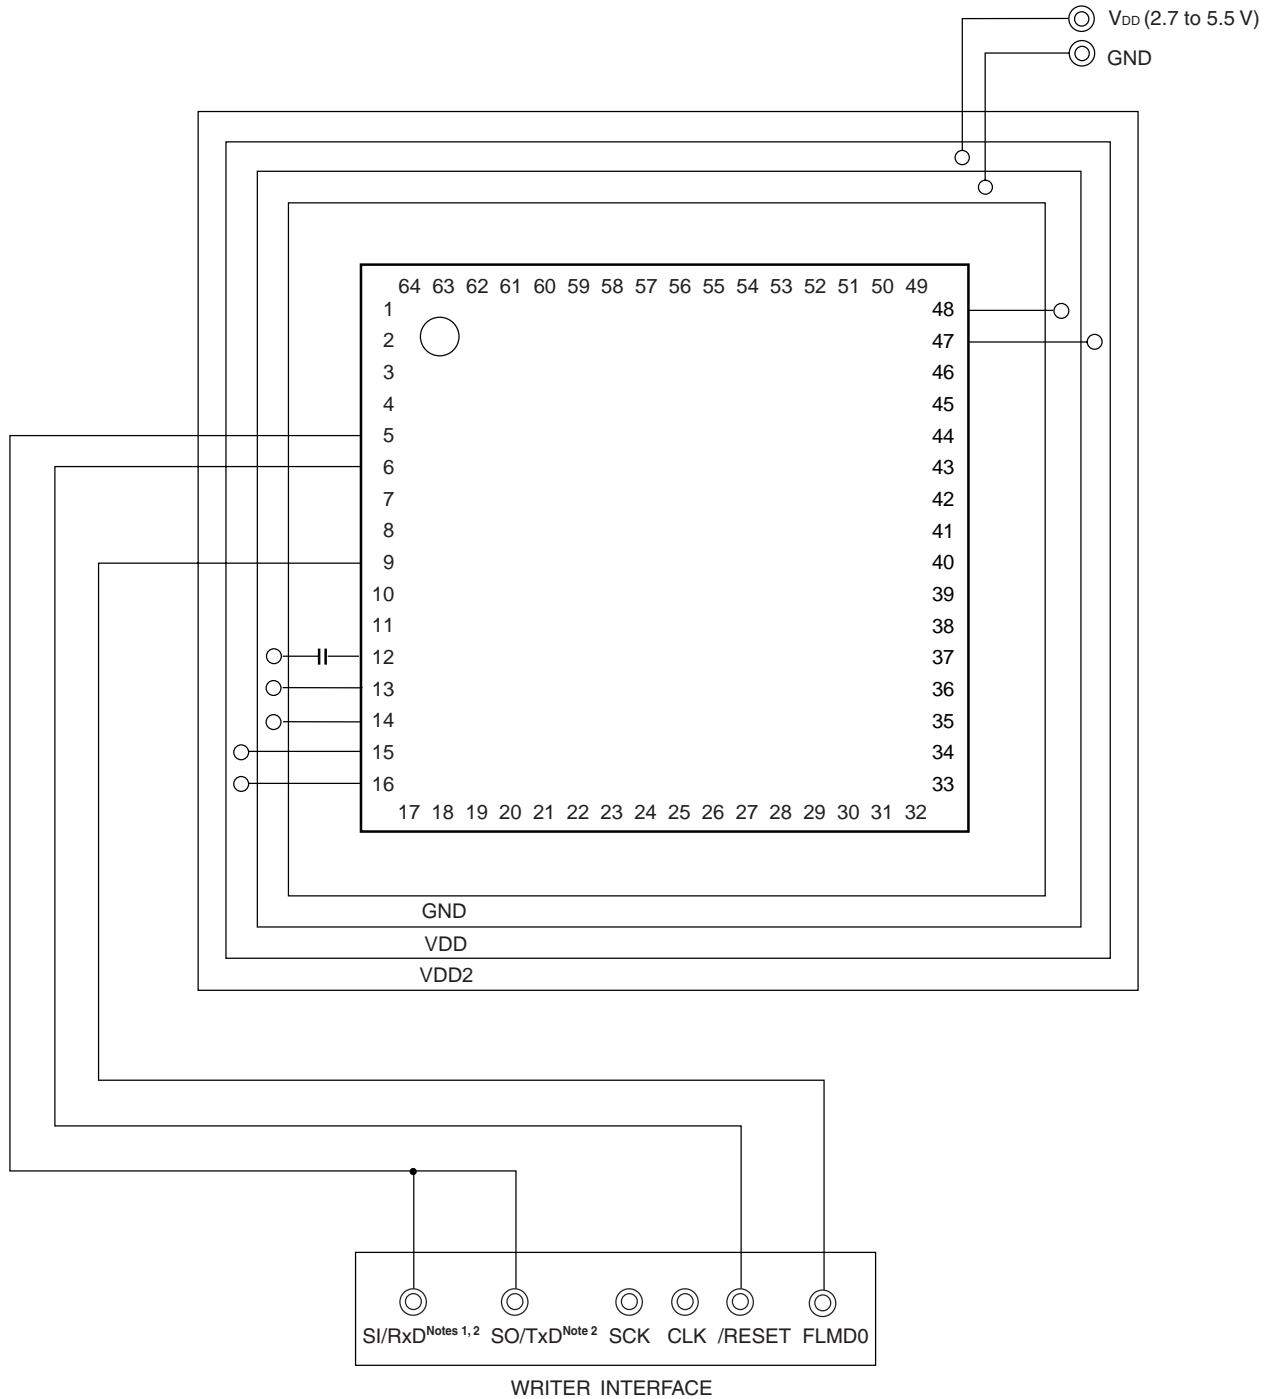 VDD (2.7 to 5.5 V)
GND
64 63 62 61 60 59 58 57 56 55 54 53 52 51 50 49
1 48
2 47
3 46
4 45
5 44
6 43
7 42
8 41
9 40
10 39
11 38
12 37
13 36
14 35
15 34
16 33
17 18 19 20 21 22 23 24 25 26 27 28 29 30 31 32
GND
VDD
VDD2
SI/RxD Notes 1, 2 SO/TxD Note 2 SCK CLK /RESET FLMD0
WRITER INTERFACE